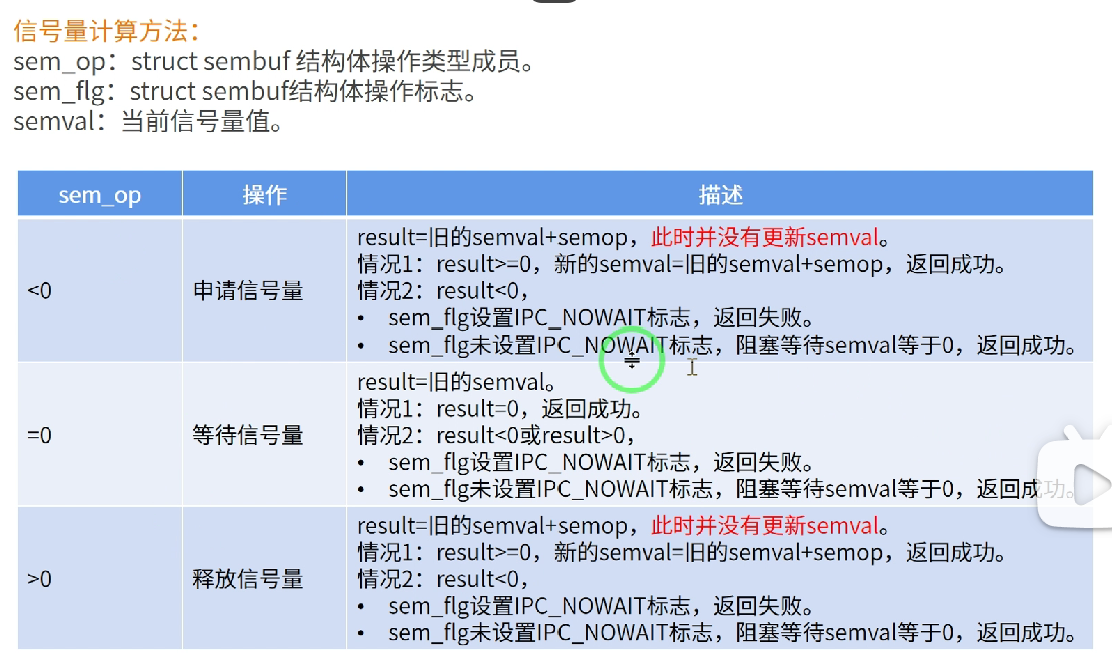 信号量计算方法：
sem_op：struct sembuf 结构体操作类型成员。
sem_flg：struct sembuf结构体操作标志。
semval：当前信号量值。
sem_op 操作 描述
<0 申请信号量
result=旧的semval+semop，此时并没有更新semval。
情况1：result>=0，新的semval=旧的semval+semop，返回成功。
情况2：result<0，
• sem_flg设置IPC_NOWAIT标志，返回失败。
• sem_flg未设置IPC_NOWAIT标志，阻塞等待semval等于0，返回成功。
=0 等待信号量
result=旧的semval。
情况1：result=0，返回成功。
情况2：result<0或result>0，
• sem_flg设置IPC_NOWAIT标志，返回失败。
• sem_flg未设置IPC_NOWAIT标志，阻塞等待semval等于0，返回成功。
>0 释放信号量
result=旧的semval+semop，此时并没有更新semval。
情况1：result>=0，新的semval=旧的semval+semop，返回成功。
情况2：result<0，
• sem_flg设置IPC_NOWAIT标志，返回失败。
• sem_flg未设置IPC_NOWAIT标志，阻塞等待semval等于0，返回成功。